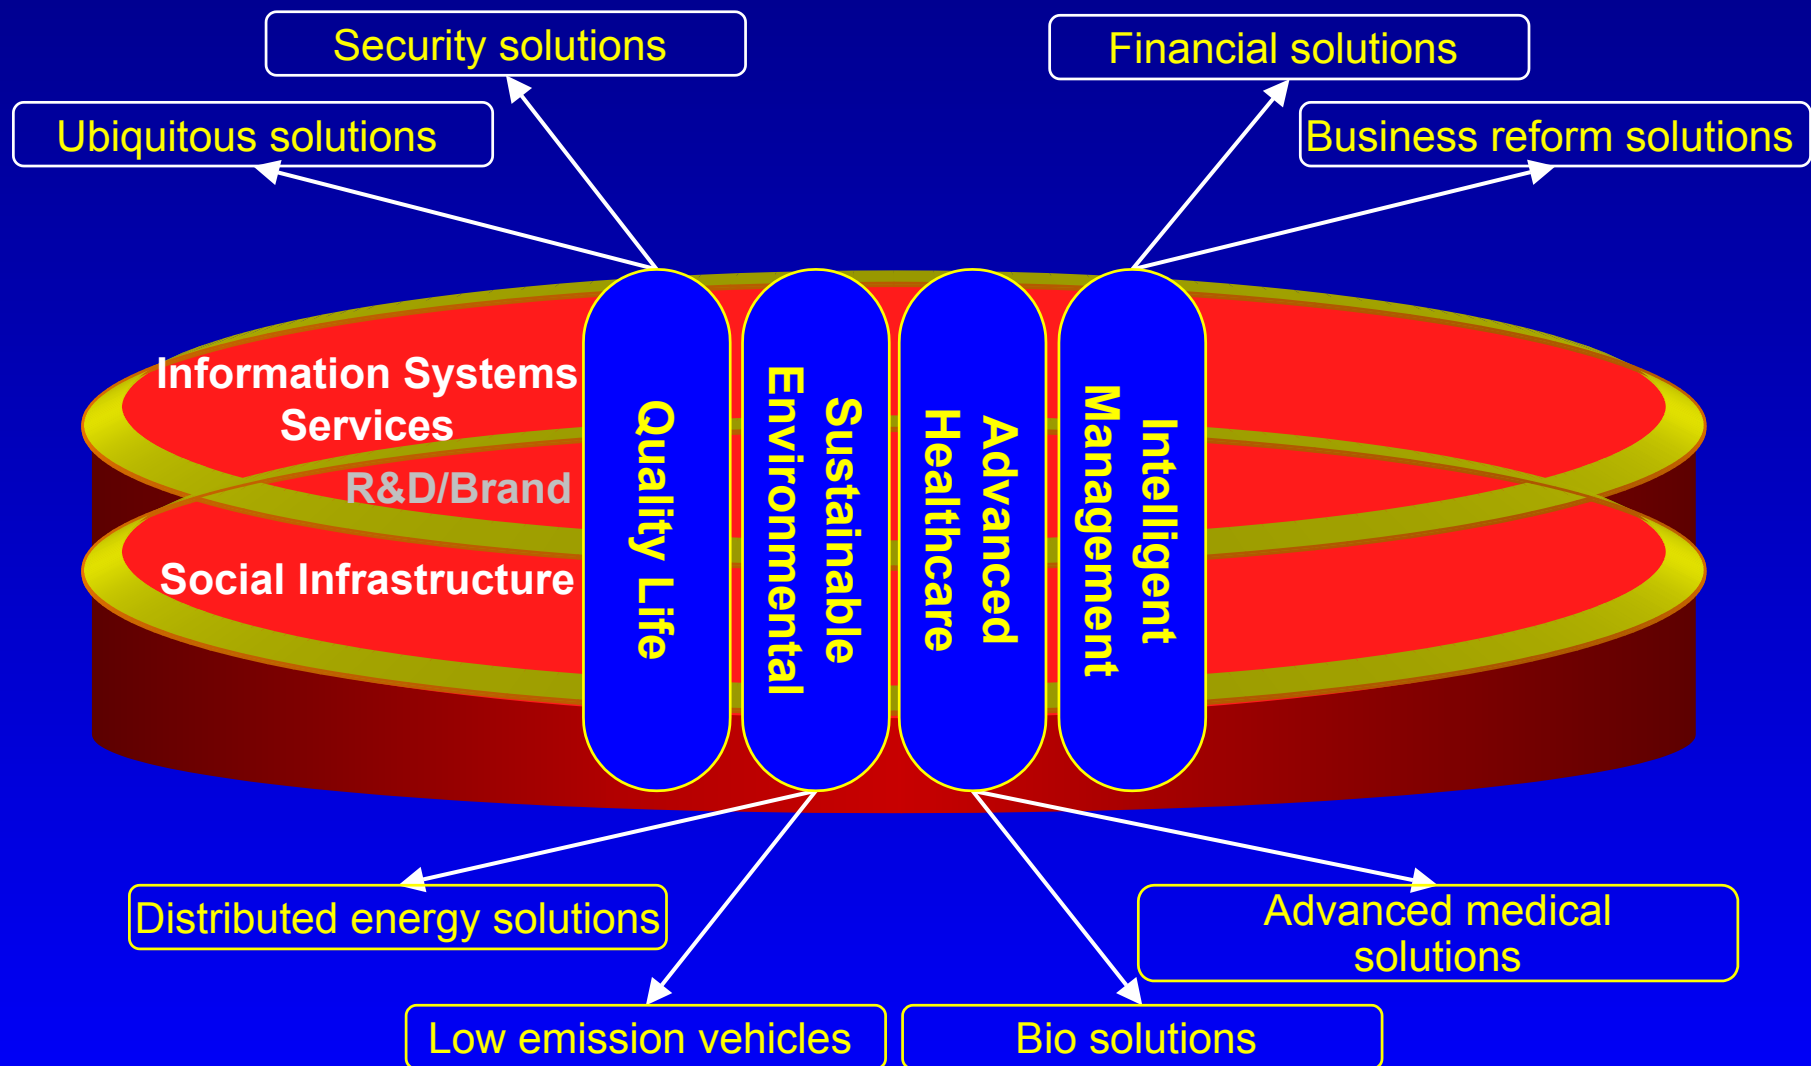 Security solutions
Financial solutions
Ubiquitous solutions
Business reform solutions
Information Systems
Services
R&D/Brand
Social Infrastructure
Quality Life
Sustainable
Environmental
Advanced
Healthcare
Intelligent
Management
Distributed energy solutions
Advanced medical
solutions
Low emission vehicles
Bio solutions